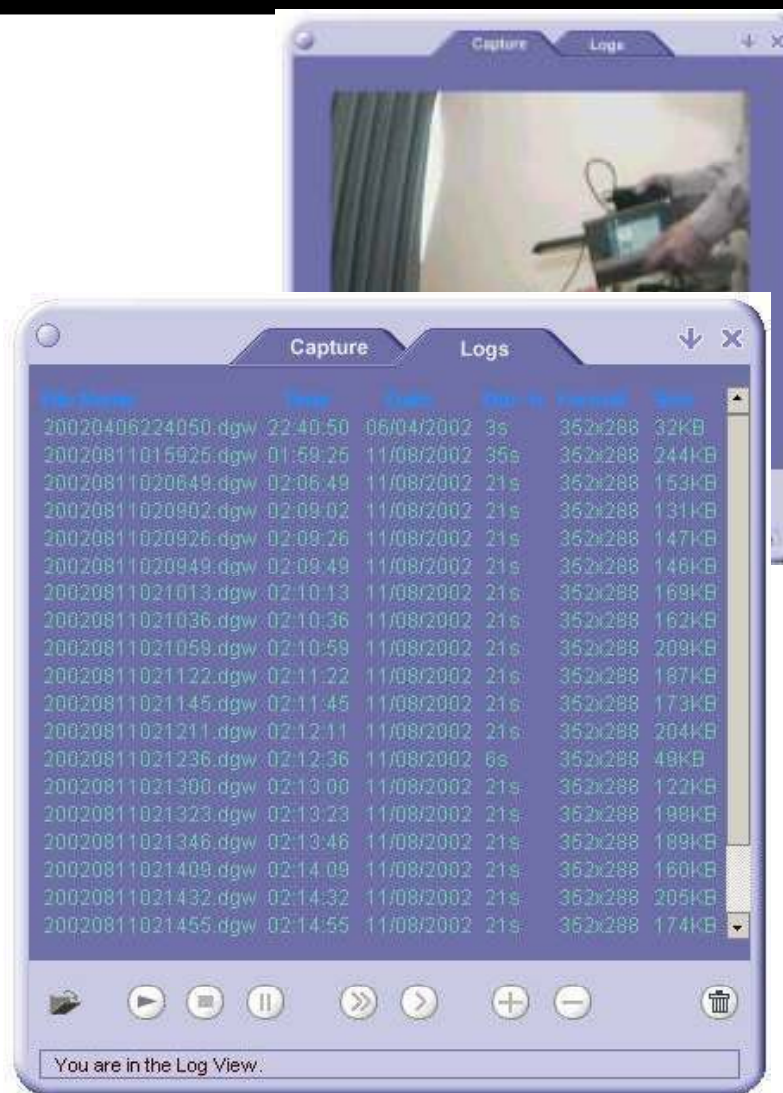 Capture Logs
Capture Logs
File Name Time Date Format Size
20020406224050.dgw 22:40:50 06/04/2002 3s 352x288 32KB
20020811015925.dgw 01:59:25 11/08/2002 35s 352x288 244KB
20020811020649.dgw 02:06:49 11/08/2002 21s 352x288 153KB
20020811020902.dgw 02:09:02 11/08/2002 21s 352x288 131KB
20020811020926.dgw 02:09:26 11/08/2002 21s 352x288 147KB
20020811020949.dgw 02:09:49 11/08/2002 21s 352x288 146KB
20020811021013.dgw 02:10:13 11/08/2002 21s 352x288 169KB
20020811021036.dgw 02:10:36 11/08/2002 21s 352x288 162KB
20020811021059.dgw 02:10:59 11/08/2002 21s 352x288 209KB
20020811021122.dgw 02:11:22 11/08/2002 21s 352x288 187KB
20020811021145.dgw 02:11:45 11/08/2002 21s 352x288 173KB
20020811021211.dgw 02:12:11 11/08/2002 21s 352x288 204KB
20020811021236.dgw 02:12:36 11/08/2002 6s 352x288 49KB
20020811021300.dgw 02:13:00 11/08/2002 21s 352x288 122KB
20020811021323.dgw 02:13:23 11/08/2002 21s 352x288 198KB
20020811021346.dgw 02:13:46 11/08/2002 21s 352x288 189KB
20020811021409.dgw 02:14:09 11/08/2002 21s 352x288 160KB
20020811021432.dgw 02:14:32 11/08/2002 21s 352x288 205KB
20020811021455.dgw 02:14:55 11/08/2002 21s 352x288 174KB
You are in the Log View.